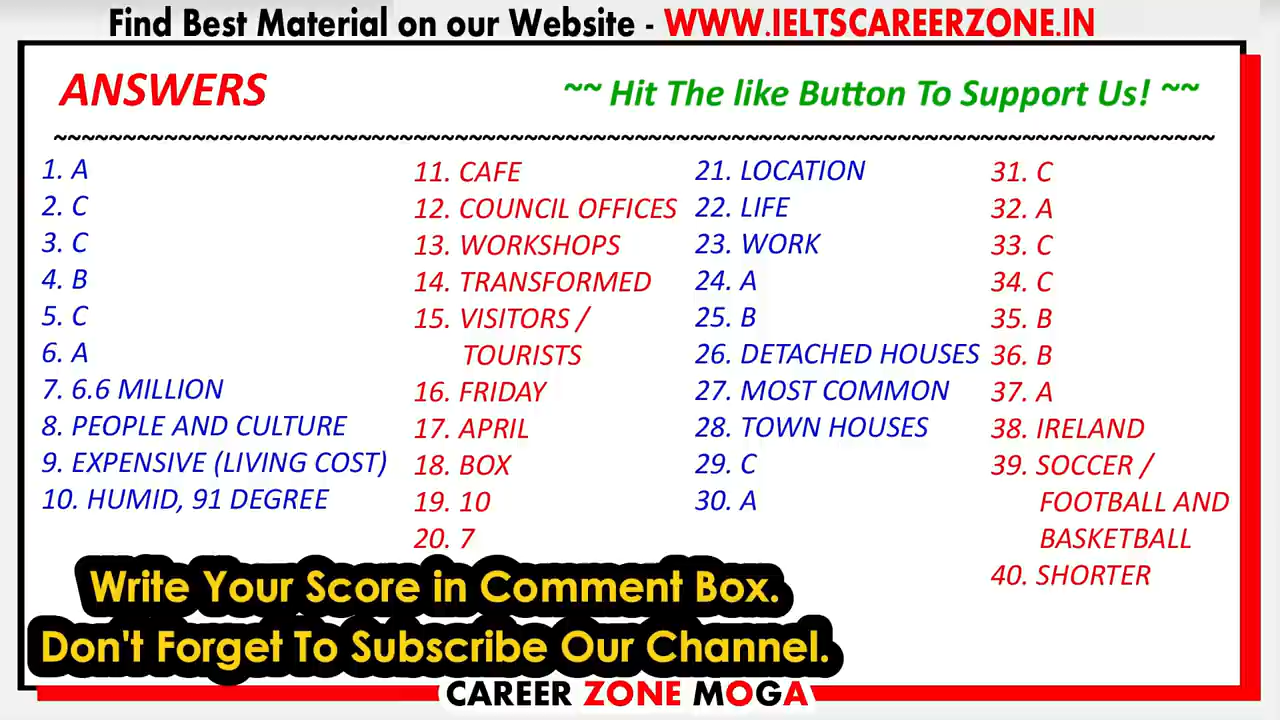 Find Best Material on our Website - WWW.IELTSCAREERZONE.IN
ANSWERS
~~ Hit The like Button To Support Us! ~~
~~~~~~~~~~~~~~~~~~~~~~~~~~~~~~~~~~~~~~~~~~~~~~~~~~~~~~~~~~~~~~~~~~~~~~~~~~~~~~~~~~~~
1. A
2. C
3. C
4. B
5. C
6. A
7. 6.6 MILLION
8. PEOPLE AND CULTURE
9. EXPENSIVE (LIVING COST)
10. HUMID, 91 DEGREE
11. CAFE
12. COUNCIL OFFICES
13. WORKSHOPS
14. TRANSFORMED
15. VISITORS /
TOURISTS
16. FRIDAY
17. APRIL
18. BOX
19. 10
20. 7
21. LOCATION
22. LIFE
23. WORK
24. A
25. B
26. DETACHED HOUSES
27. MOST COMMON
28. TOWN HOUSES
29. C
30. A
31. C
32. A
33. C
34. C
35. B
36. B
37. A
38. IRELAND
39. SOCCER /
FOOTBALL AND
BASKETBALL
40. SHORTER
Write Your Score in Comment Box.
Don't Forget To Subscribe Our Channel.
CAREER ZONE MOGA